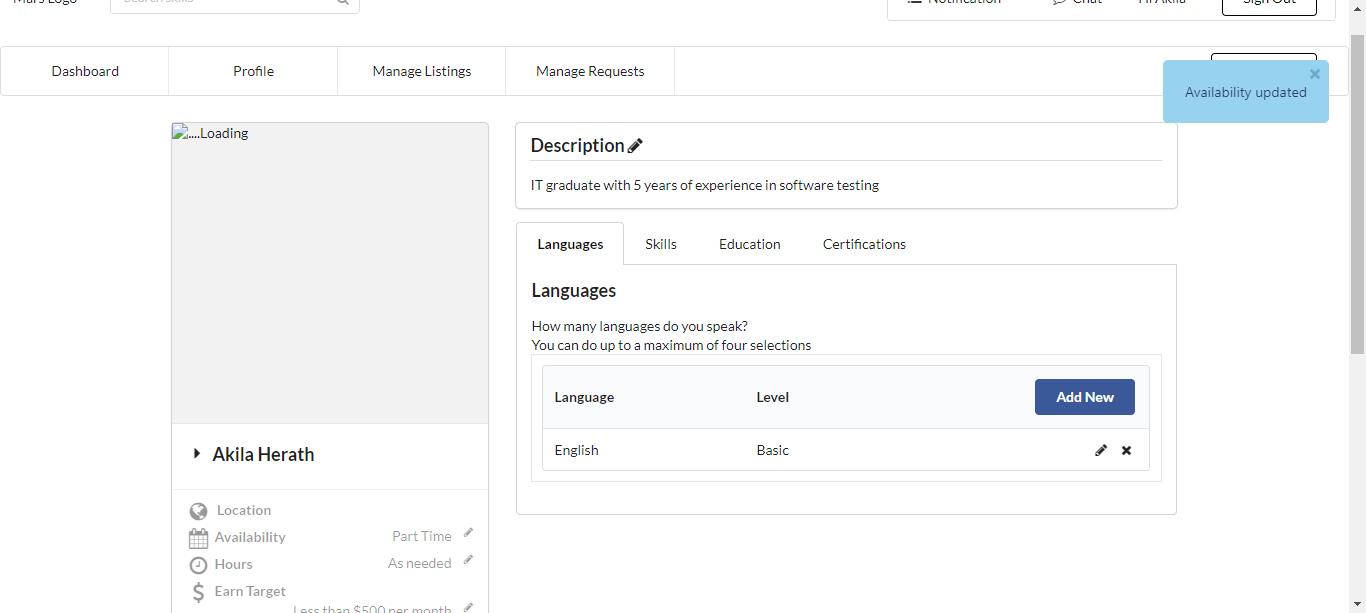 Mars Logo
Search skills
Notification
Chat
Hi Akila
Sign Out
Dashboard
Profile
Manage Listings
Manage Requests
Availability updated
....Loading
Description
IT graduate with 5 years of experience in software testing
Languages
Skills
Education
Certifications
Languages
How many languages do you speak?
You can do up to a maximum of four selections
Language
Level
Add New
English
Basic
Akila Herath
Location
Availability
Part Time
Hours
As needed
Earn Target
Less than $500 per month